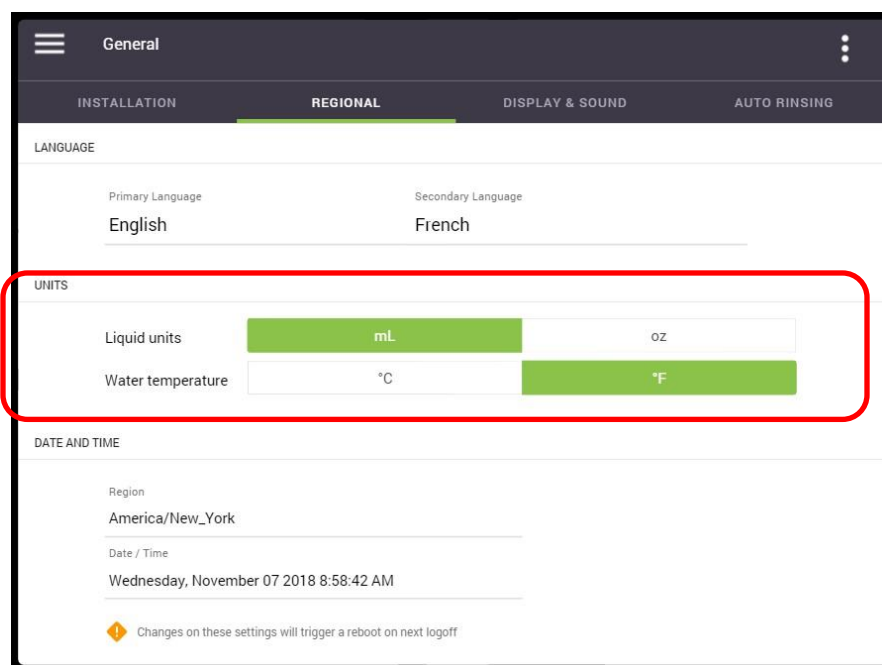 General
INSTALLATION REGIONAL DISPLAY & SOUND AUTO RINSING
LANGUAGE
Primary Language Secondary Language
English French
UNITS
Liquid units mL oz
Water temperature °C °F
DATE AND TIME
Region
America/New_York
Date / Time
Wednesday, November 07 2018 8:58:42 AM
! Changes on these settings will trigger a reboot on next logoff